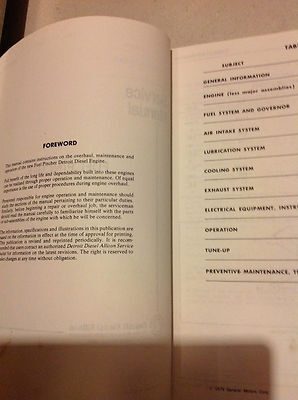 FOREWORD
This manual contains instructions on the overhaul, maintenance and
operation of the new Fuel Pincher Detroit Diesel Engine.
Full benefit of the long life and dependability built into these engines
can be realized through proper operation and maintenance. Of equal
importance is the use of proper procedures during engine overhaul.
Personnel responsible for engine operation and maintenance should
study the sections of the manual pertaining to their particular duties.
Similarly, before beginning a repair or overhaul job, the serviceman
should read the manual carefully to familiarize himself with the parts
or sub-assemblies of the engine with which he will be concerned.
The information, specifications and illustrations in this publication are
based on the information in effect at the time of approval for printing.
This publication is revised and reprinted periodically. It is recom-
mended that users contact an authorized Detroit Diesel Allison Service
Outlet for information on the latest revisions. The right is reserved to
make changes at any time without obligation.
TABL
SUBJECT
GENERAL INFORMATION
ENGINE (less major assemblies)
FUEL SYSTEM AND GOVERNOR
AIR INTAKE SYSTEM
LUBRICATION SYSTEM
COOLING SYSTEM
EXHAUST SYSTEM
ELECTRICAL EQUIPMENT, INSTR
OPERATION
TUNE-UP
PREVENTIVE MAINTENANCE, T
General Motors Corp.